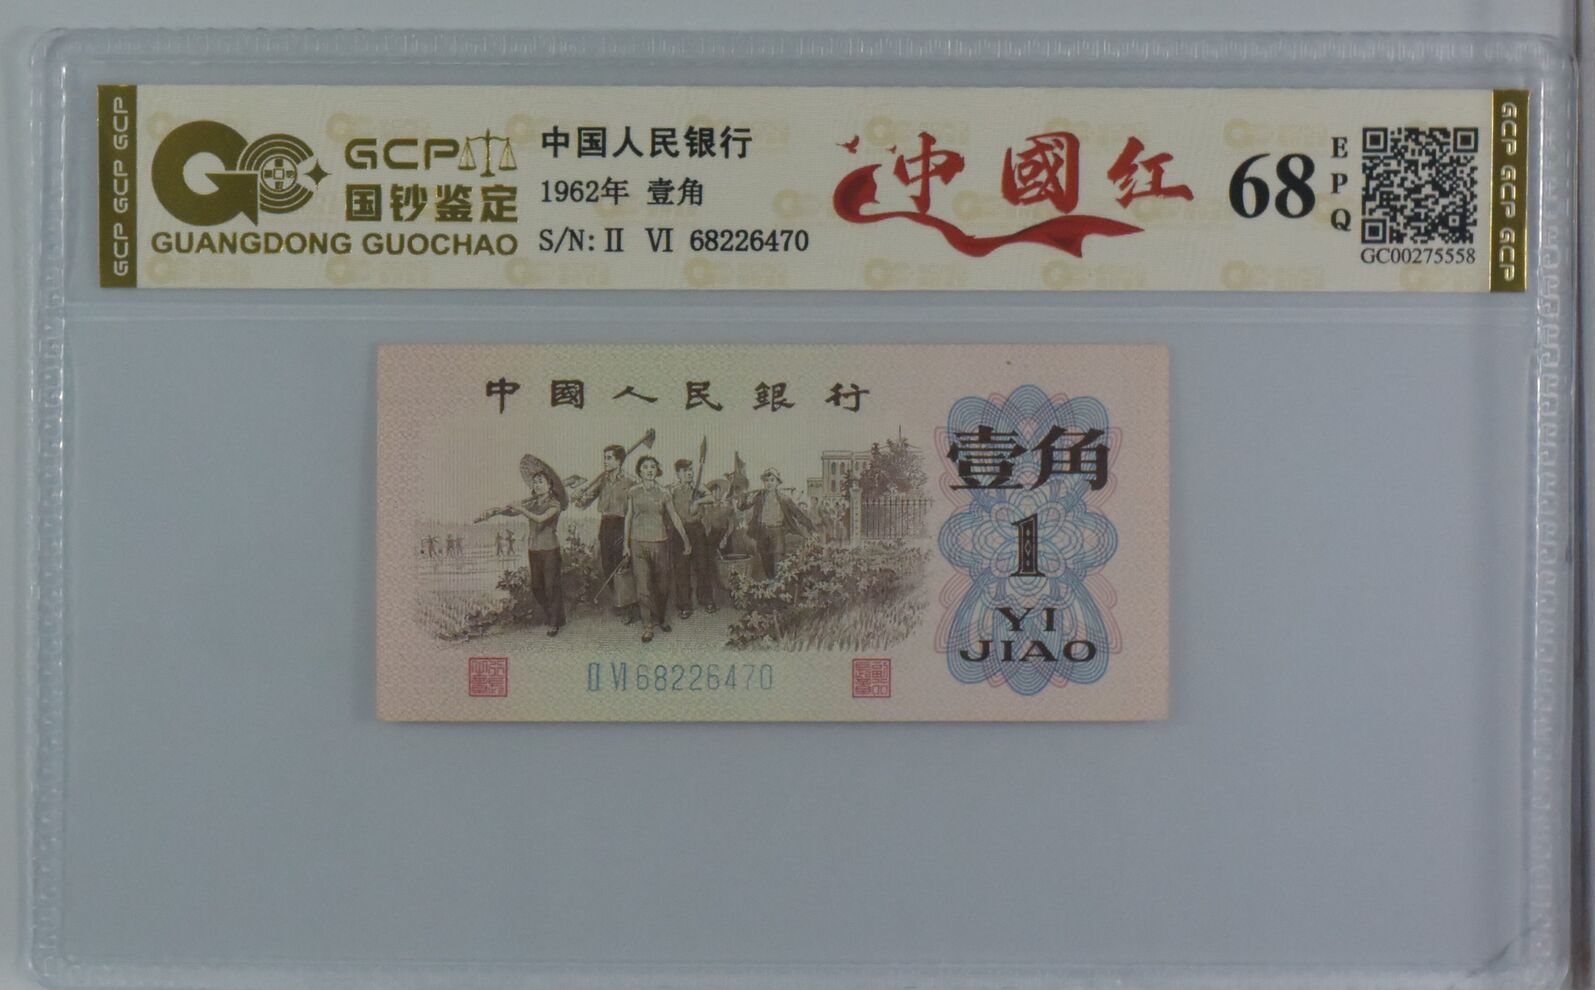 GCP GCP GCP
GCP
国钞鉴定
GUANGDONG GUOCHAO
中国人民银行
1962年 壹角
S/N: II VI 68226470
中國红
68
EPQ
GC00275558
GCP GCP GCP
中國人民銀行
壹角
1
YI
JIAO
II VI 68226470